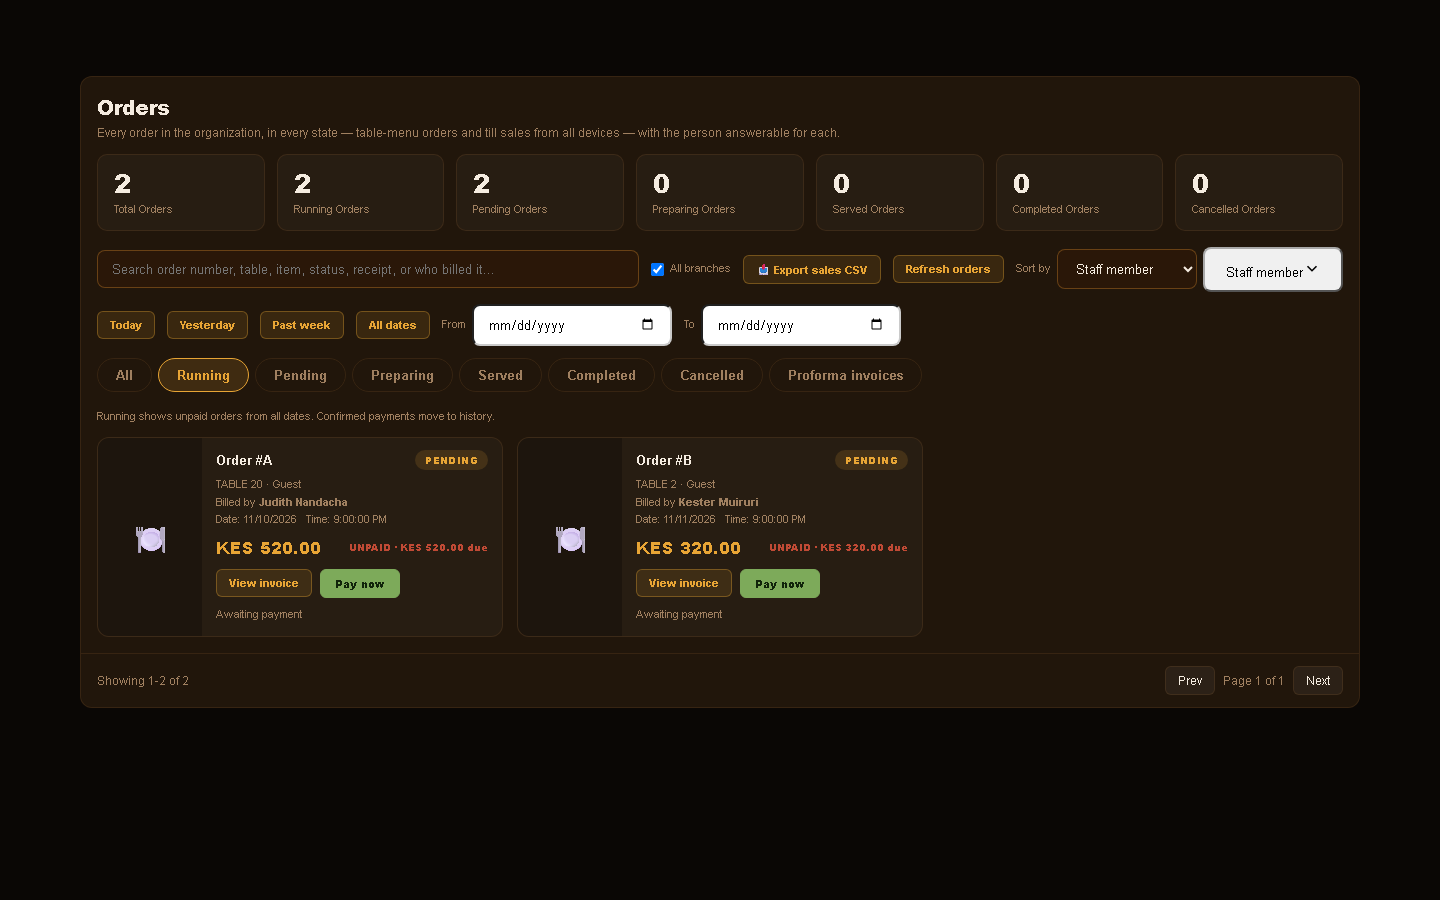 Orders
Every order in the organization, in every state — table-menu orders and till sales from all devices — with the person answerable for each.
2 2 2 0 0 0 0
Total Orders Running Orders Pending Orders Preparing Orders Served Orders Completed Orders Cancelled Orders
Search order number, table, item, status, receipt, or who billed it... All branches Export sales CSV Refresh orders Sort by Staff member Staff member
Today Yesterday Past week All dates From mm/dd/yyyy To mm/dd/yyyy
All Running Pending Preparing Served Completed Cancelled Proforma invoices
Running shows unpaid orders from all dates. Confirmed payments move to history.
Order #A PENDING
TABLE 20 · Guest
Billed by Judith Nandacha
Date: 11/10/2026 Time: 9:00:00 PM
KES 520.00 UNPAID · KES 520.00 due
View invoice Pay now
Awaiting payment
Order #B PENDING
TABLE 2 · Guest
Billed by Kester Muiruri
Date: 11/11/2026 Time: 9:00:00 PM
KES 320.00 UNPAID · KES 320.00 due
View invoice Pay now
Awaiting payment
Showing 1-2 of 2 Prev Page 1 of 1 Next